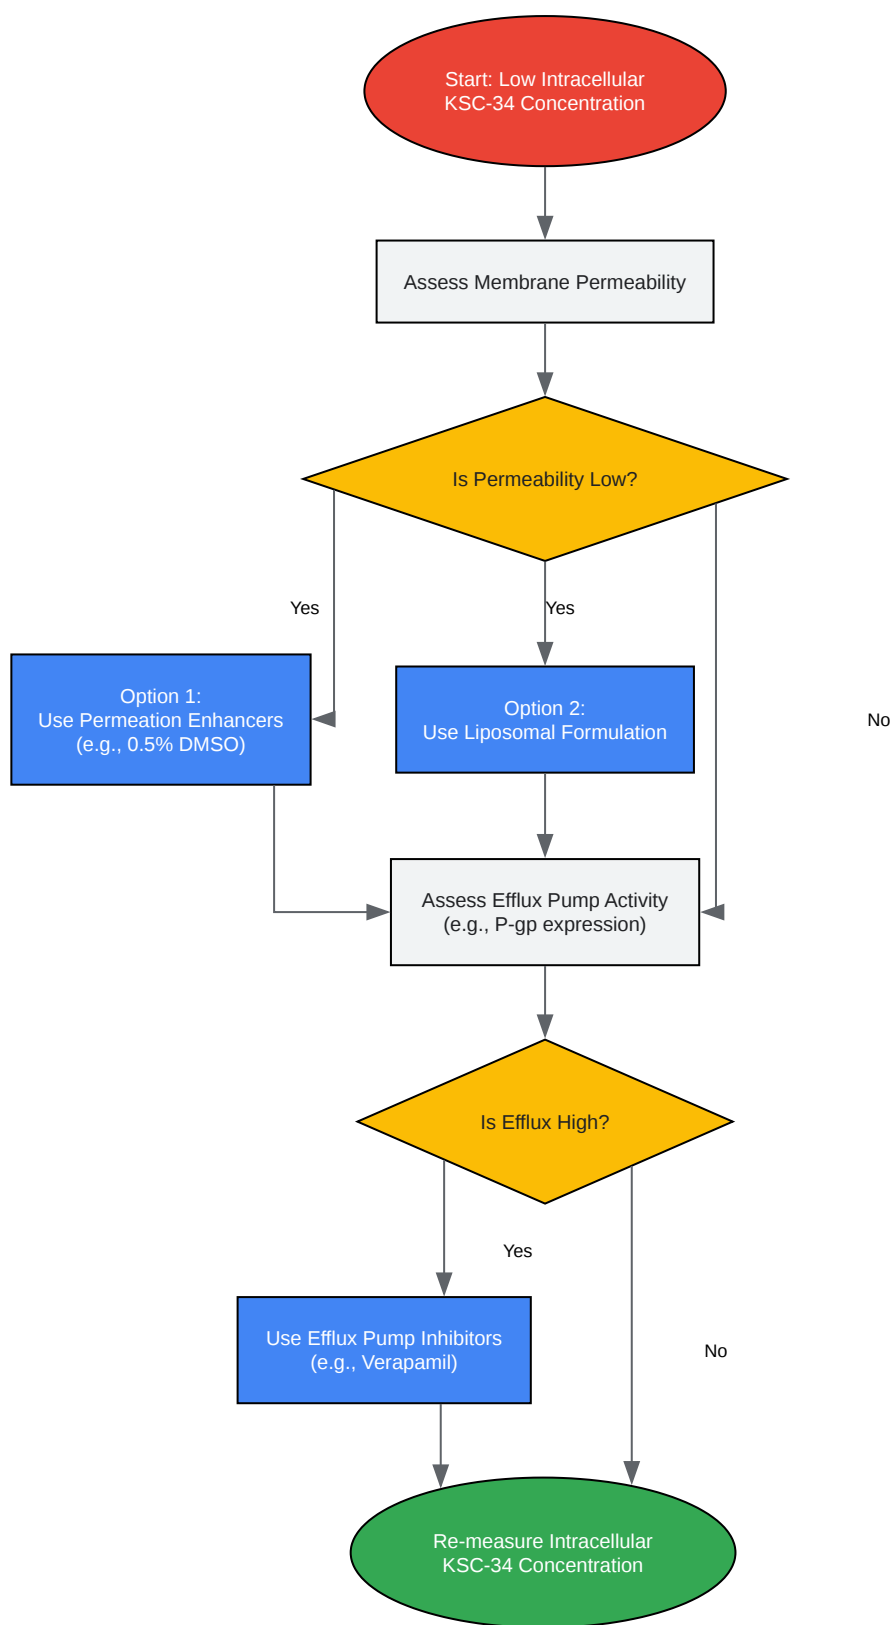 Start: Low Intracellular
KSC-34 Concentration
Assess Membrane Permeability
Is Permeability Low?
Yes
Yes
Option 1:
Use Permeation Enhancers
(e.g., 0.5% DMSO)
Option 2:
Use Liposomal Formulation
No
Assess Efflux Pump Activity
(e.g., P-gp expression)
Is Efflux High?
Yes
Use Efflux Pump Inhibitors
(e.g., Verapamil)
No
Re-measure Intracellular
KSC-34 Concentration